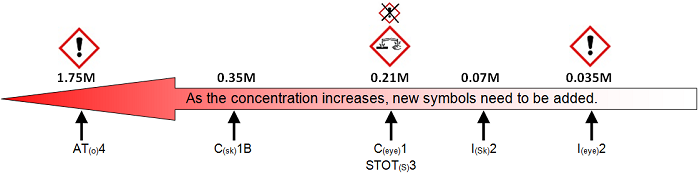 1.75M 0.35M 0.21M 0.07M 0.035M
As the concentration increases, new symbols need to be added.
AT(o)4 C(sk)1B C(eye)1 I(Sk)2 I(eye)2
STOT(S)3